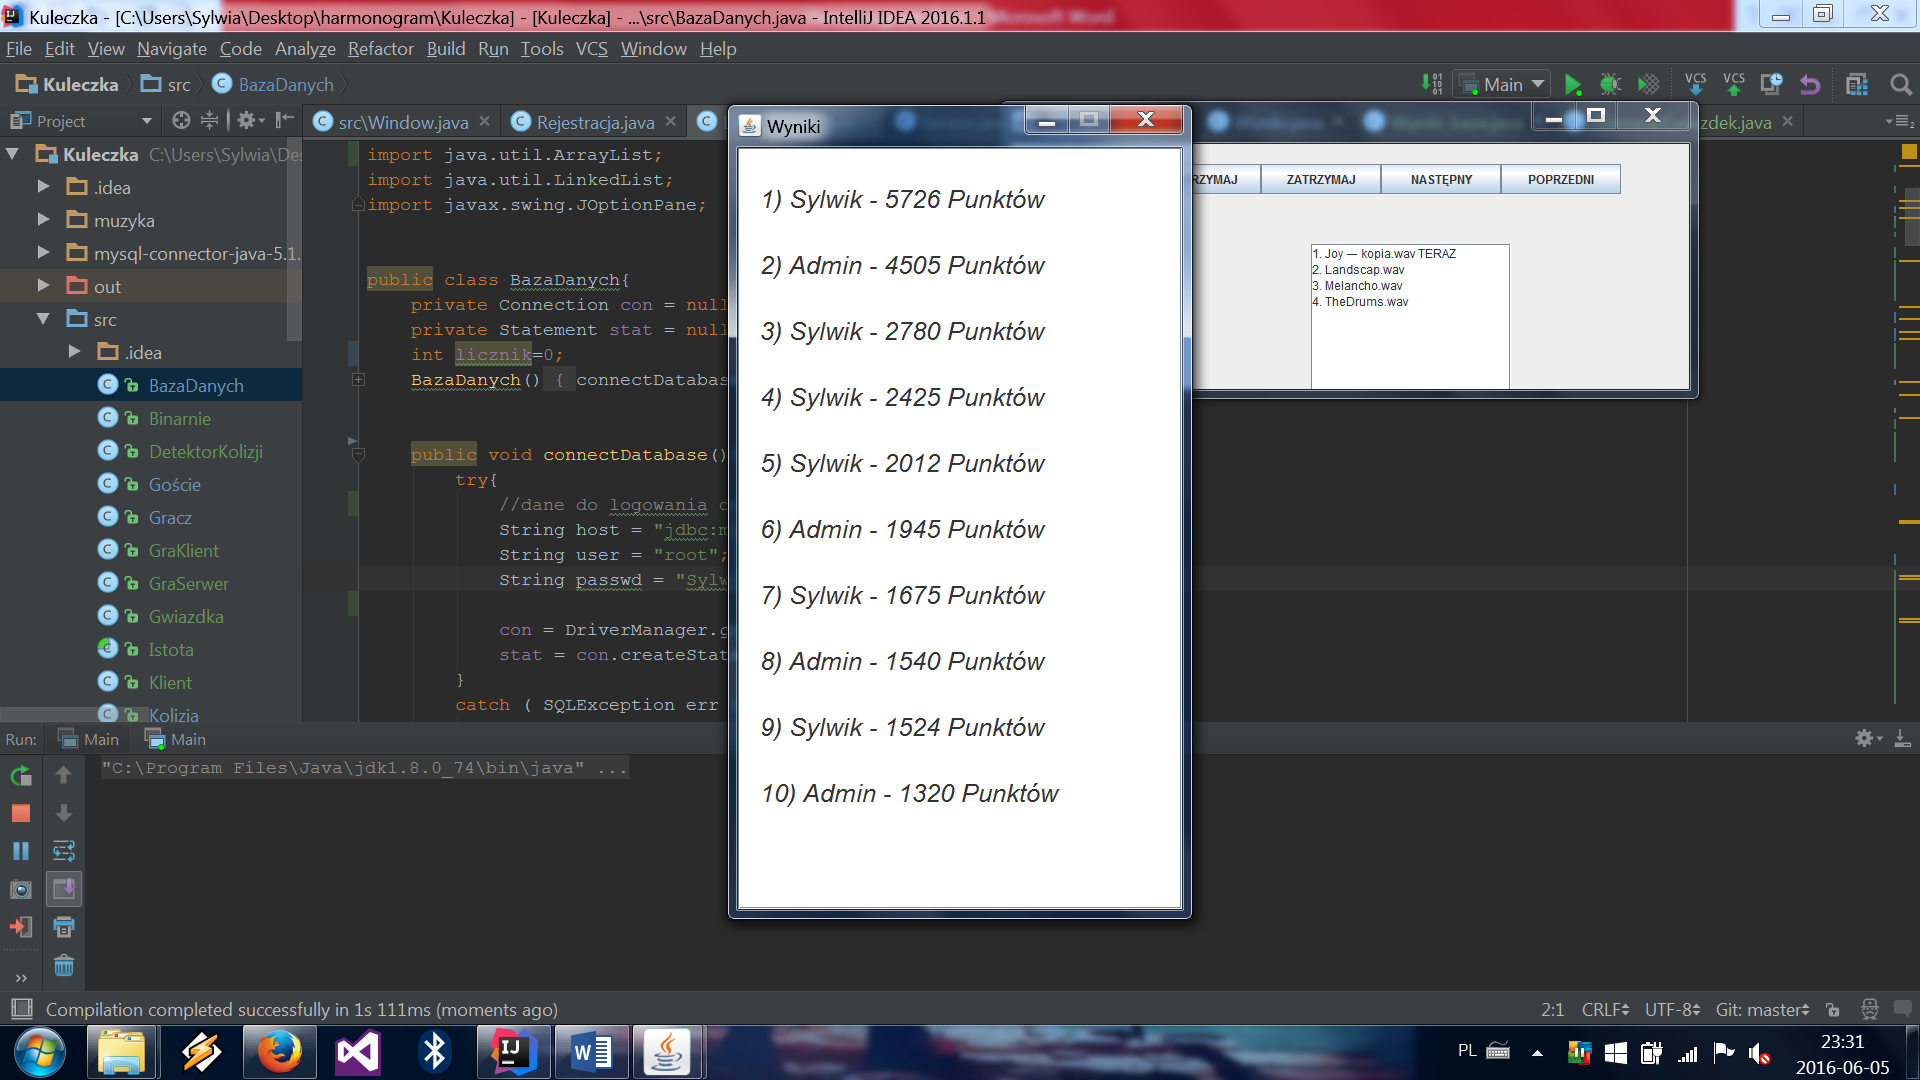 Kuleczka - [C:\Users\Sylwia\Desktop\harmonogram\Kuleczka] - [Kuleczka] - ...\src\BazaDanych.java - IntelliJ IDEA 2016.1.1
Microsoft Word
File Edit View Navigate Code Analyze Refactor Build Run Tools VCS Window Help
Kuleczka src BazaDanych
Main VCS VCS
Project
src\Window.java Rejestracja.java
zdek.java
Kuleczka C:\Users\Sylwia\Des
.idea
muzyka
mysql-connector-java-5.1.
out
src
.idea
BazaDanych
Binarnie
DetektorKolizji
Goście
Gracz
GraKlient
GraSerwer
Gwiazdka
Istota
Klient
Kolizja
import java.util.ArrayList;
import java.util.LinkedList;
import javax.swing.JOptionPane;
public class BazaDanych{
private Connection con = null
private Statement stat = null
int licznik=0;
BazaDanych() { connectDatabas
public void connectDatabase()
try{
//dane do logowania
String host = "jdbc:m
String user = "root";
String passwd = "Sylw
con = DriverManager.g
stat = con.createStat
}
catch ( SQLException err
Wyniki
1) Sylwik - 5726 Punktów
2) Admin - 4505 Punktów
3) Sylwik - 2780 Punktów
4) Sylwik - 2425 Punktów
5) Sylwik - 2012 Punktów
6) Admin - 1945 Punktów
7) Sylwik - 1675 Punktów
8) Admin - 1540 Punktów
9) Sylwik - 1524 Punktów
10) Admin - 1320 Punktów
RZYMAJ ZATRZYMAJ NASTĘPNY POPRZEDNI
1. Joy — kopia.wav TERAZ
2. Landscap.wav
3. Melancho.wav
4. TheDrums.wav
Run: Main Main
"C:\Program Files\Java\jdk1.8.0_74\bin\java" ...
Compilation completed successfully in 1s 111ms (moments ago)
2:1 CRLF UTF-8 Git: master
PL
23:31
2016-06-05